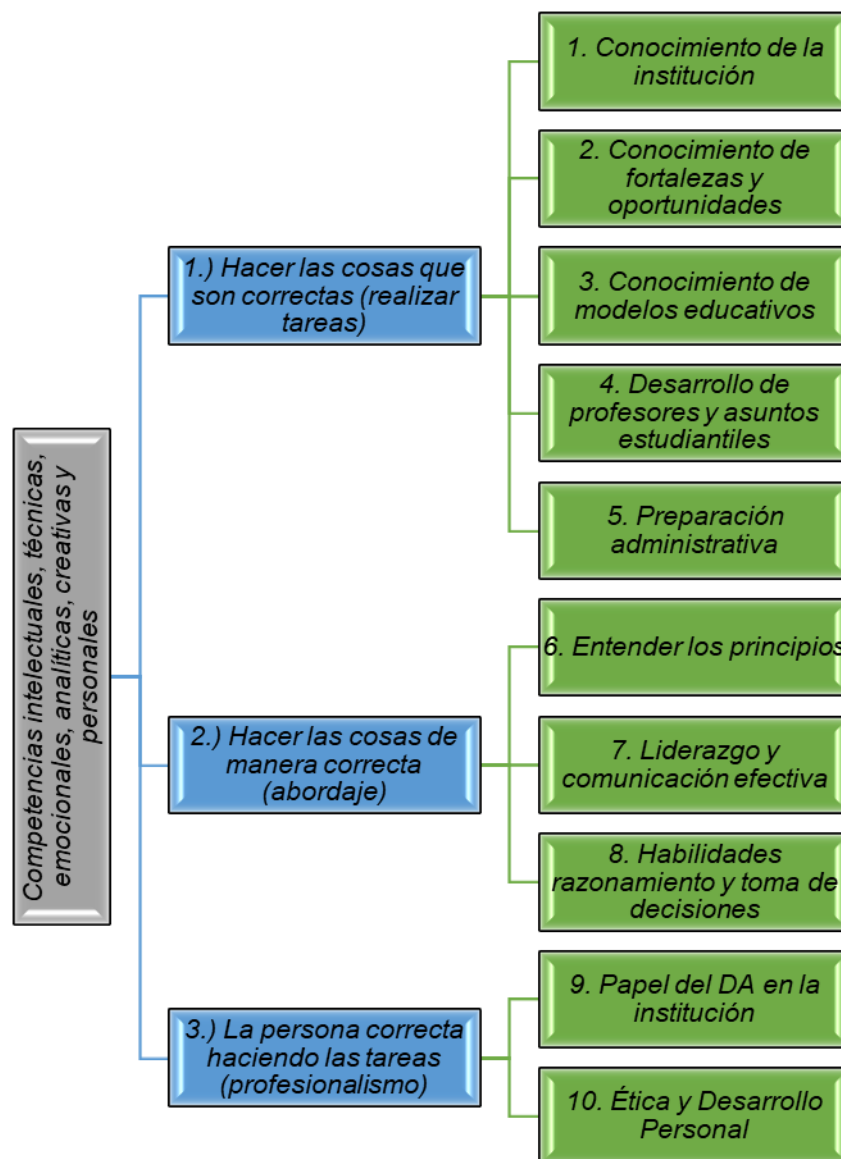 Competencias intelectuales, técnicas,
emocionales, analíticas, creativas y
personales
1.) Hacer las cosas que
son correctas (realizar
tareas)
1. Conocimiento de la
institución
2. Conocimiento de
fortalezas y
oportunidades
3. Conocimiento de
modelos educativos
4. Desarrollo de
profesores y asuntos
estudiantiles
5. Preparación
administrativa
2.) Hacer las cosas de
manera correcta
(abordaje)
6. Entender los principios
7. Liderazgo y
comunicación efectiva
8. Habilidades
razonamiento y toma de
decisiones
3.) La persona correcta
haciendo las tareas
(profesionalismo)
9. Papel del DA en la
institución
10. Ética y Desarrollo
Personal